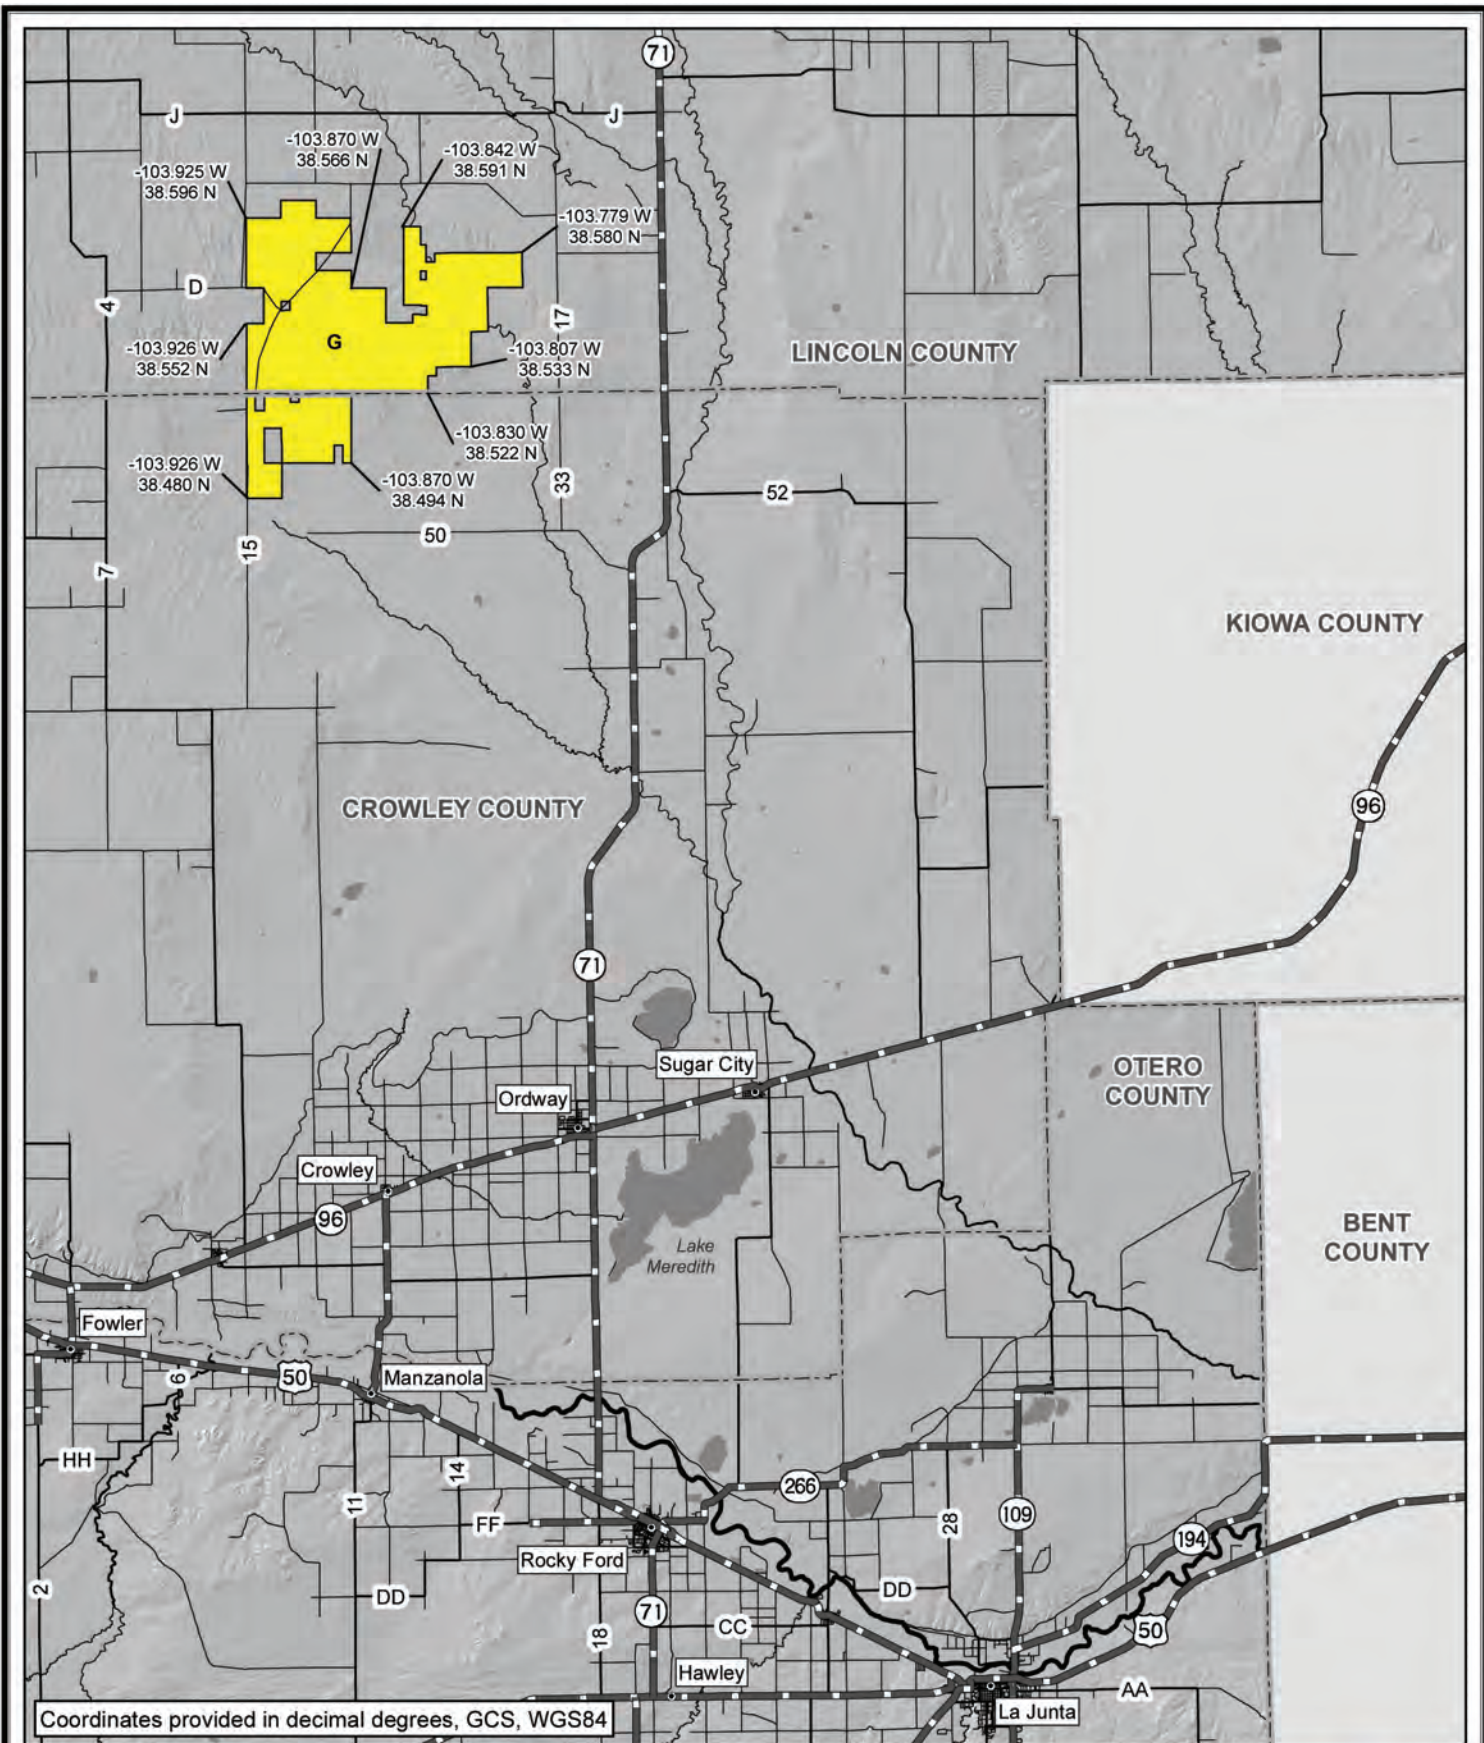 71
J
J
-103.870 W
38.566 N
-103.842 W
38.591 N
-103.925 W
38.596 N
-103.779 W
38.580 N
D
4
17
G
-103.926 W
38.552 N
-103.807 W
38.533 N
LINCOLN COUNTY
-103.830 W
38.522 N
-103.926 W
38.480 N
-103.870 W
38.494 N
33
52
50
15
7
KIOWA COUNTY
CROWLEY COUNTY
96
71
Sugar City
Ordway
OTERO
COUNTY
Crowley
96
Lake
Meredith
BENT
COUNTY
Fowler
6
50
Manzanola
HH
14
11
266
FF
28
109
194
Rocky Ford
2
DD
DD
71
CC
18
50
Hawley
AA
La Junta
Coordinates provided in decimal degrees, GCS, WGS84